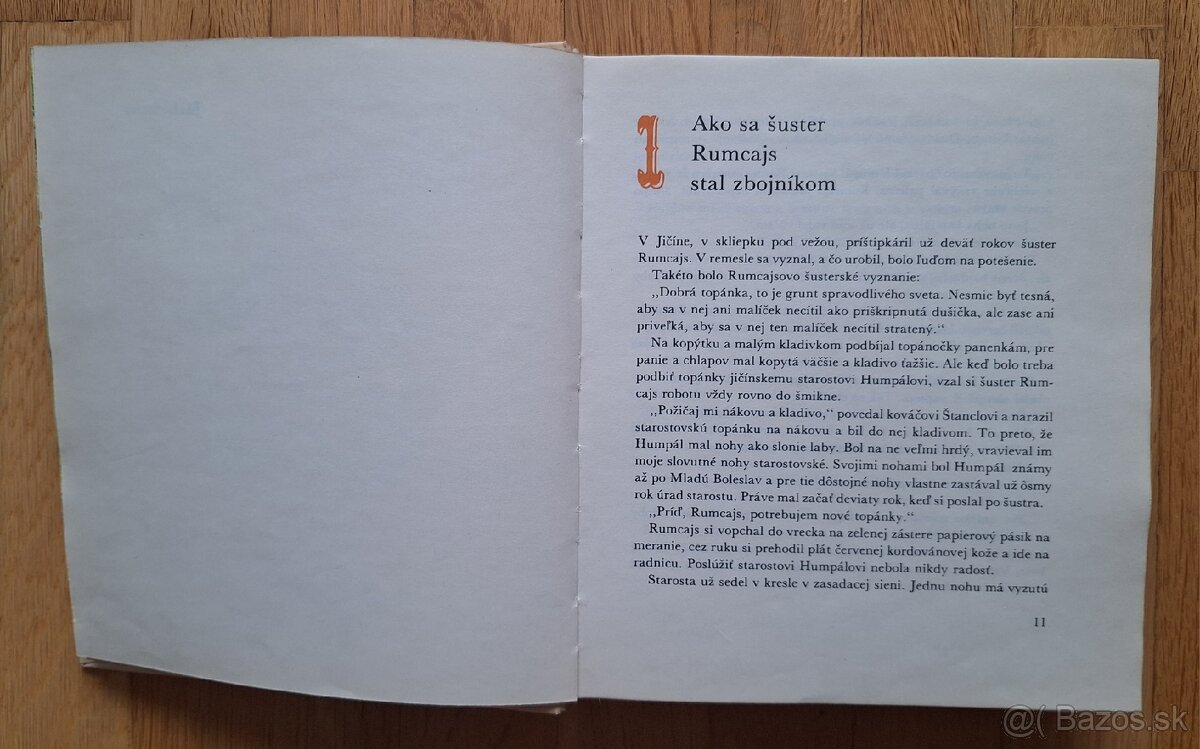 1
Ako sa šuster
Rumcajs
stal zbojníkom
V Jičíne, v skliepku pod vežou, príštipkáril už deväť rokov šuster
Rumcajs. V remesle sa vyznal, a čo urobil, bolo ľuďom na potešenie.
Takéto bolo Rumcajsovo šusterské vyznanie:
„Dobrá topánka, to je grunt spravodlivého sveta. Nesmie byť tesná,
aby sa v nej ani malíček necítil ako priškripnutá dušička, ale zase ani
priveľká, aby sa v nej ten malíček necítil stratený.“
Na kopýtku a malým kladivkom podbíjal topánočky panenkám, pre
panie a chlapov mal kopytá väčšie a kladivo ťažšie. Ale keď bolo treba
podbiť topánky jičínskemu starostovi Humpálovi, vzal si šuster Rum-
cajs robotu vždy rovno do šmikne.
„Požičaj mi nákovu a kladivo,“ povedal kováčovi Štanclovi a narazil
starostovskú topánku na nákovu a bil do nej kladivom. To preto, že
Humpál mal nohy ako slonie laby. Bol na ne veľmi hrdý, vravieval im
moje slovutné nohy starostovské. Svojimi nohami bol Humpál známy
až po Mladú Boleslav a pre tie dôstojné nohy vlastne zastával už ôsmy
rok úrad starostu. Práve mal začať deviaty rok, keď si poslal po šustra.
„Príď, Rumcajs, potrebujem nové topánky.“
Rumcajs si vopchal do vrecka na zelenej zástere papierový pásik na
meranie, cez ruku si prehodil plát červenej kordovánovej kože a ide na
radnicu. Poslúžiť starostovi Humpálovi nebola nikdy radosť.
Starosta už sedel v kresle v zasadacej sieni. Jednu nohu má vyzutú
11
@( Bazos.sk